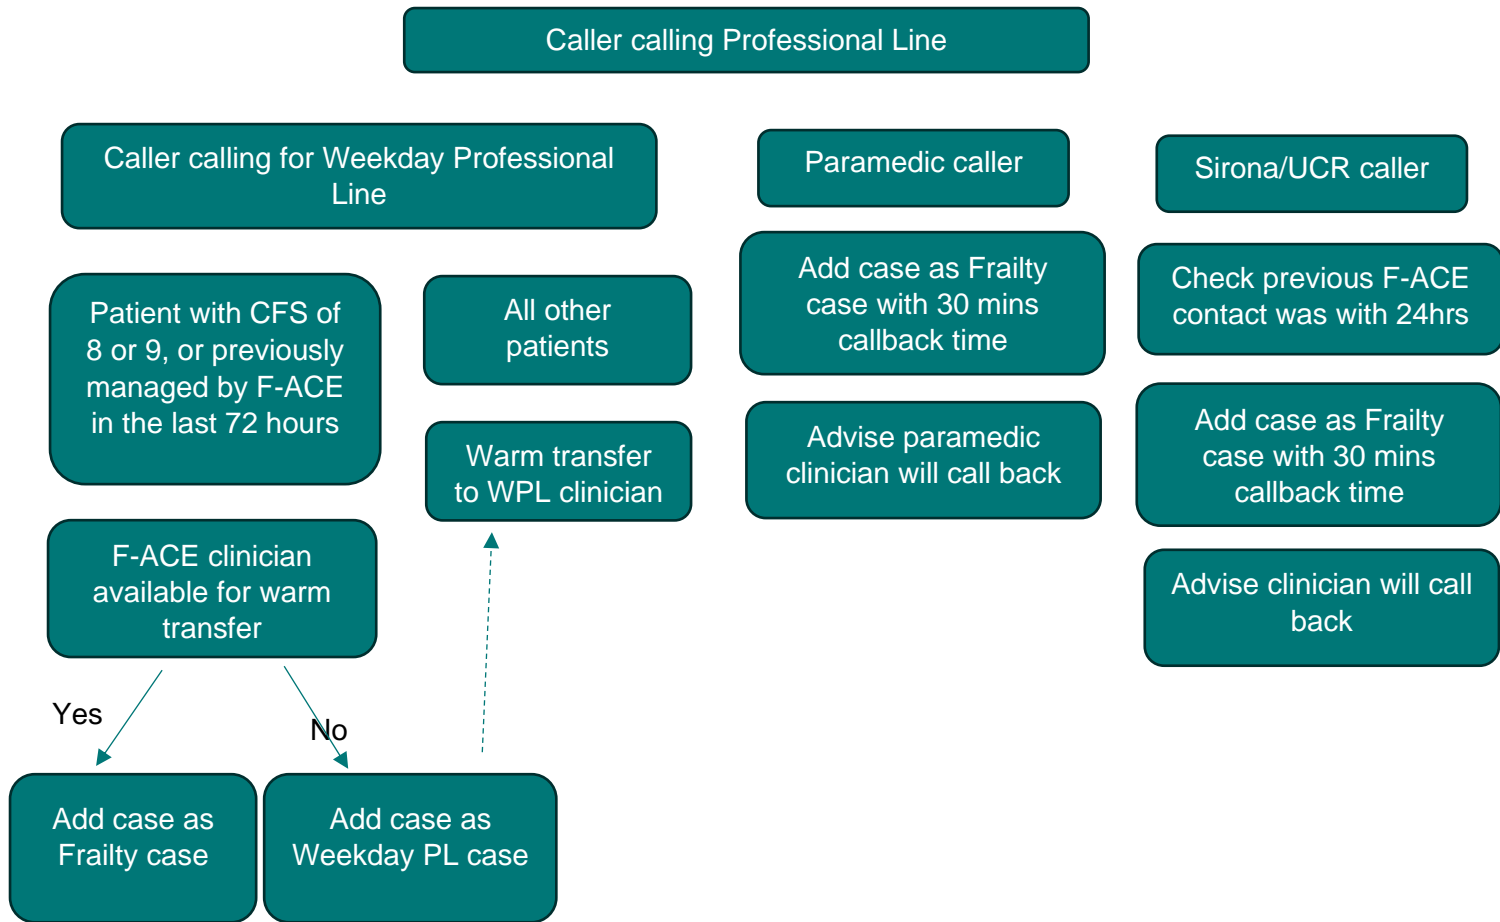 Caller calling Professional Line
Caller calling for Weekday Professional
Line
Paramedic caller
Sirona/UCR caller
Patient with CFS of
8 or 9, or previously
managed by F-ACE
in the last 72 hours
All other
patients
Add case as Frailty
case with 30 mins
callback time
Check previous F-ACE
contact was with 24hrs
Warm transfer
to WPL clinician
Advise paramedic
clinician will call back
Add case as Frailty
case with 30 mins
callback time
F-ACE clinician
available for warm
transfer
Advise clinician will call
back
Yes
No
Add case as
Frailty case
Add case as
Weekday PL case